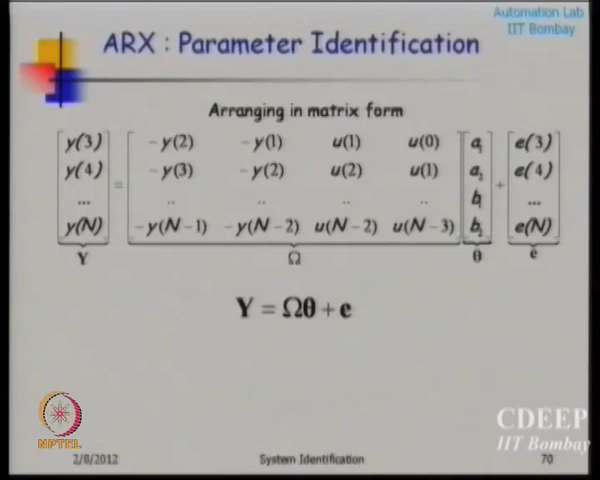 Automation Lab
IIT Bombay
ARX : Parameter Identification
Arranging in matrix form
y(3) -y(2) -y(1) u(1) u(0) a₁ e(3)
y(4) -y(3) -y(2) u(2) u(1) a₂ e(4)
... = .. .. .. .. b₁ + ...
y(N) -y(N-1) -y(N-2) u(N-2) u(N-3) b₂ e(N)
Y Ω θ e
Y = Ωθ + e
NPTEL
CDEEP
IIT Bombay
2/8/2012 System Identification 70